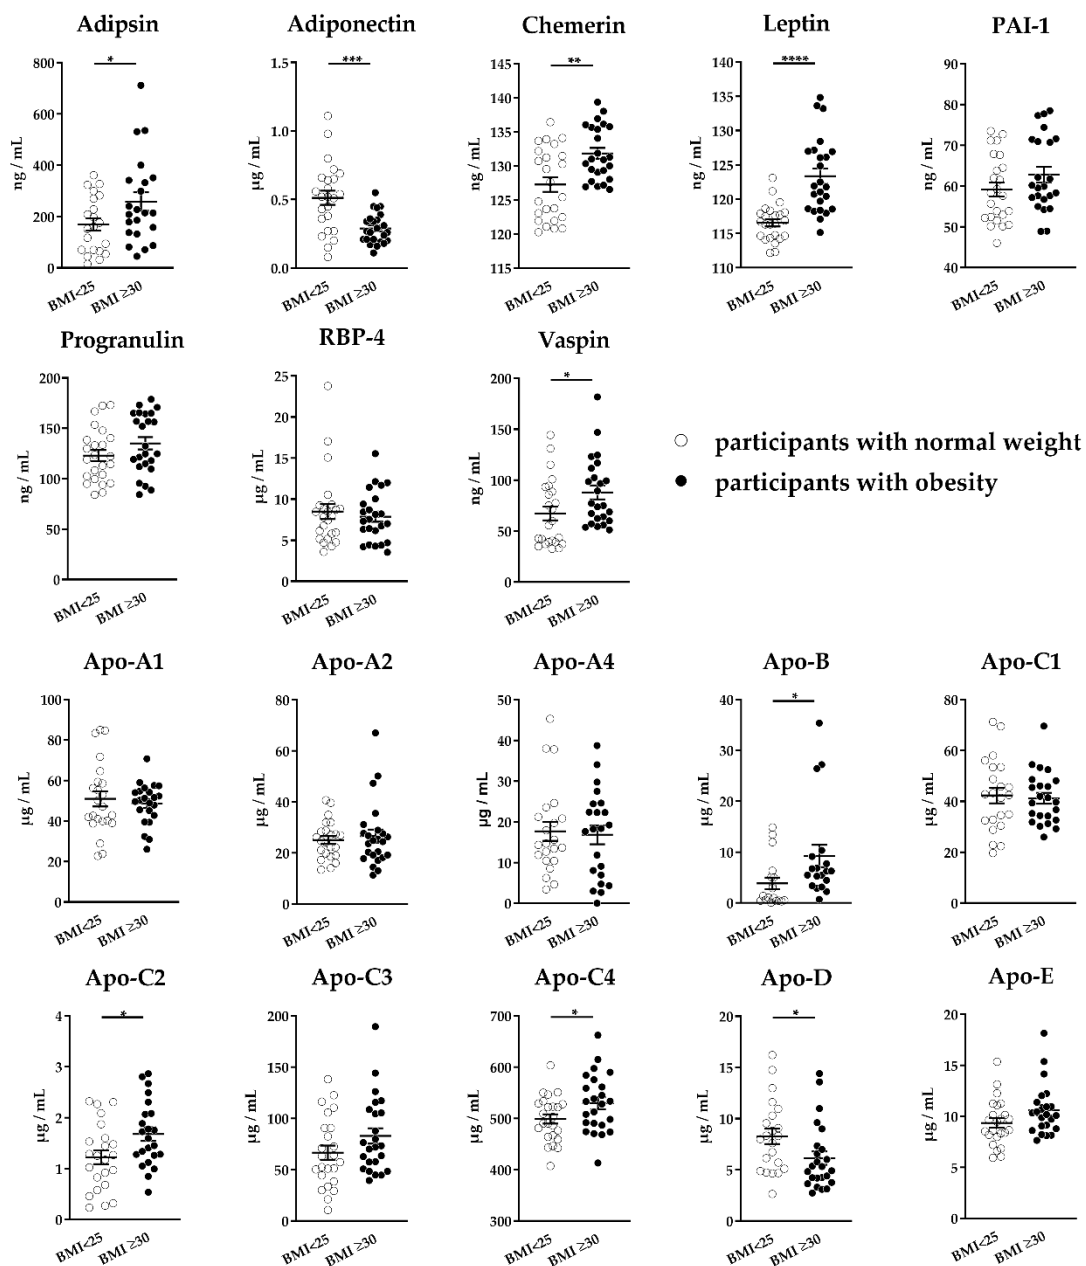 Adipsin
Adiponectin
Chemerin
Leptin
PAI-1
ng / mL
800
600
400
200
0
*
BMI<25
BMI ≥30
µg / mL
1.5
1.0
0.5
0.0
***
BMI<25
BMI ≥30
ng / mL
145
140
135
130
125
120
115
**
BMI<25
BMI ≥30
ng / mL
140
135
130
125
120
115
110
****
BMI<25
BMI ≥30
ng / mL
90
80
70
60
50
40
BMI<25
BMI ≥30
Progranulin
RBP-4
Vaspin
ng / mL
200
150
100
50
0
BMI<25
BMI ≥30
µg / mL
25
20
15
10
5
0
BMI<25
BMI ≥30
ng / mL
200
150
100
50
0
*
BMI<25
BMI ≥30
participants with normal weight
participants with obesity
Apo-A1
Apo-A2
Apo-A4
Apo-B
Apo-C1
µg / mL
100
80
60
40
20
0
BMI<25
BMI ≥30
µg / mL
80
60
40
20
0
BMI<25
BMI ≥30
µg / mL
50
40
30
20
10
0
BMI<25
BMI ≥30
µg / mL
40
30
20
10
0
*
BMI<25
BMI ≥30
µg / mL
80
60
40
20
0
BMI<25
BMI ≥30
Apo-C2
Apo-C3
Apo-C4
Apo-D
Apo-E
µg / mL
4
3
2
1
0
*
BMI<25
BMI ≥30
µg / mL
200
150
100
50
0
BMI<25
BMI ≥30
µg / mL
700
600
500
400
300
*
BMI<25
BMI ≥30
µg / mL
20
15
10
5
0
*
BMI<25
BMI ≥30
µg / mL
20
15
10
5
0
BMI<25
BMI ≥30